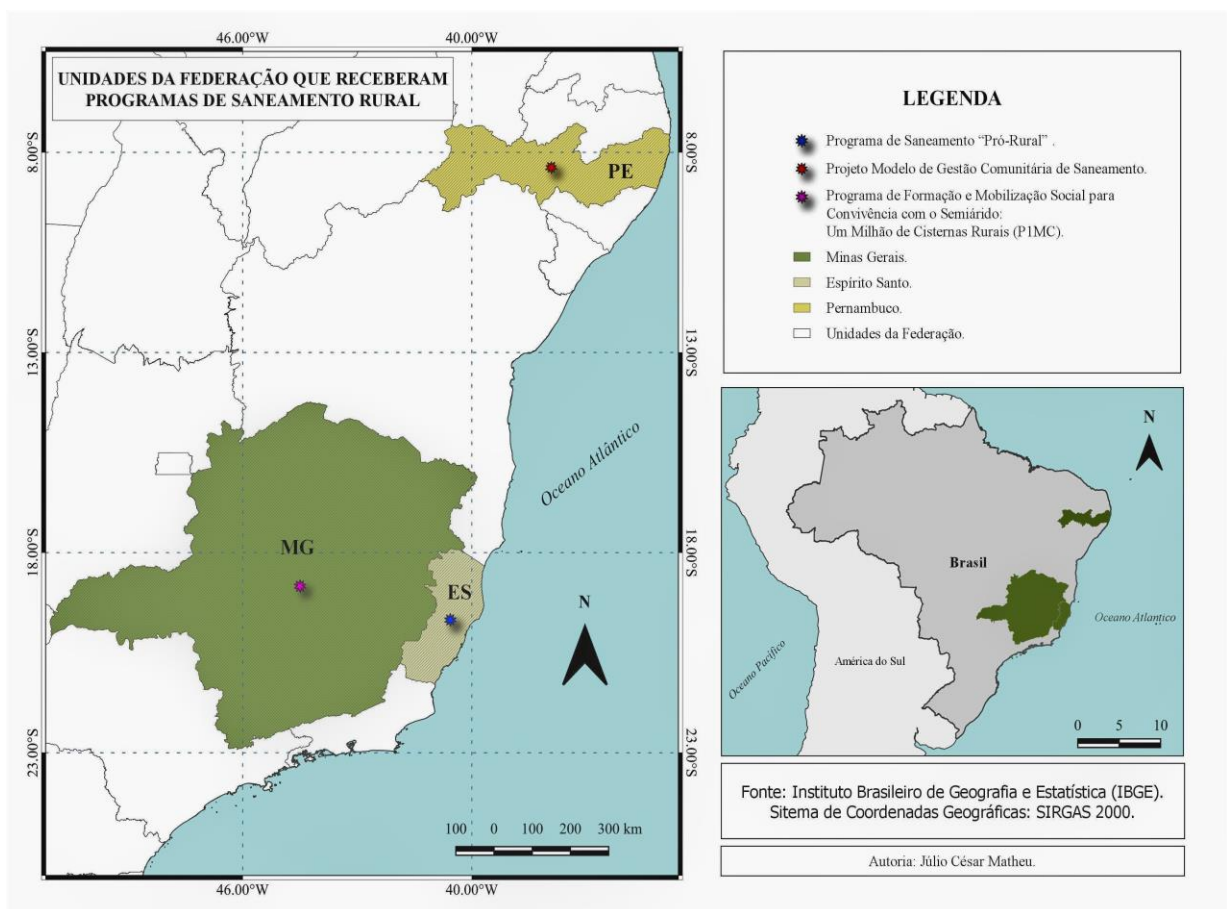 46.00°W
40.00°W
UNIDADES DA FEDERAÇÃO QUE RECEBERAM
PROGRAMAS DE SANEAMENTO RURAL
8.00°S
8.00°S
PE
13.00°S
13.00°S
Oceano Atlântico
18.00°S
18.00°S
MG
ES
N
23.00°S
23.00°S
100 0 100 200 300 km
46.00°W
40.00°W
LEGENDA
Programa de Saneamento “Pró-Rural” .
Projeto Modelo de Gestão Comunitária de Saneamento.
Programa de Formação e Mobilização Social para
Convivência com o Semiárido:
Um Milhão de Cisternas Rurais (P1MC).
Minas Gerais.
Espírito Santo.
Pernambuco.
Unidades da Federação.
N
Brasil
Oceano Atlantico
América do Sul
Oceano Pacífico
0 5 10
Fonte: Instituto Brasileiro de Geografia e Estatística (IBGE).
Sitema de Coordenadas Geográficas: SIRGAS 2000.
Autoria: Júlio César Matheu.